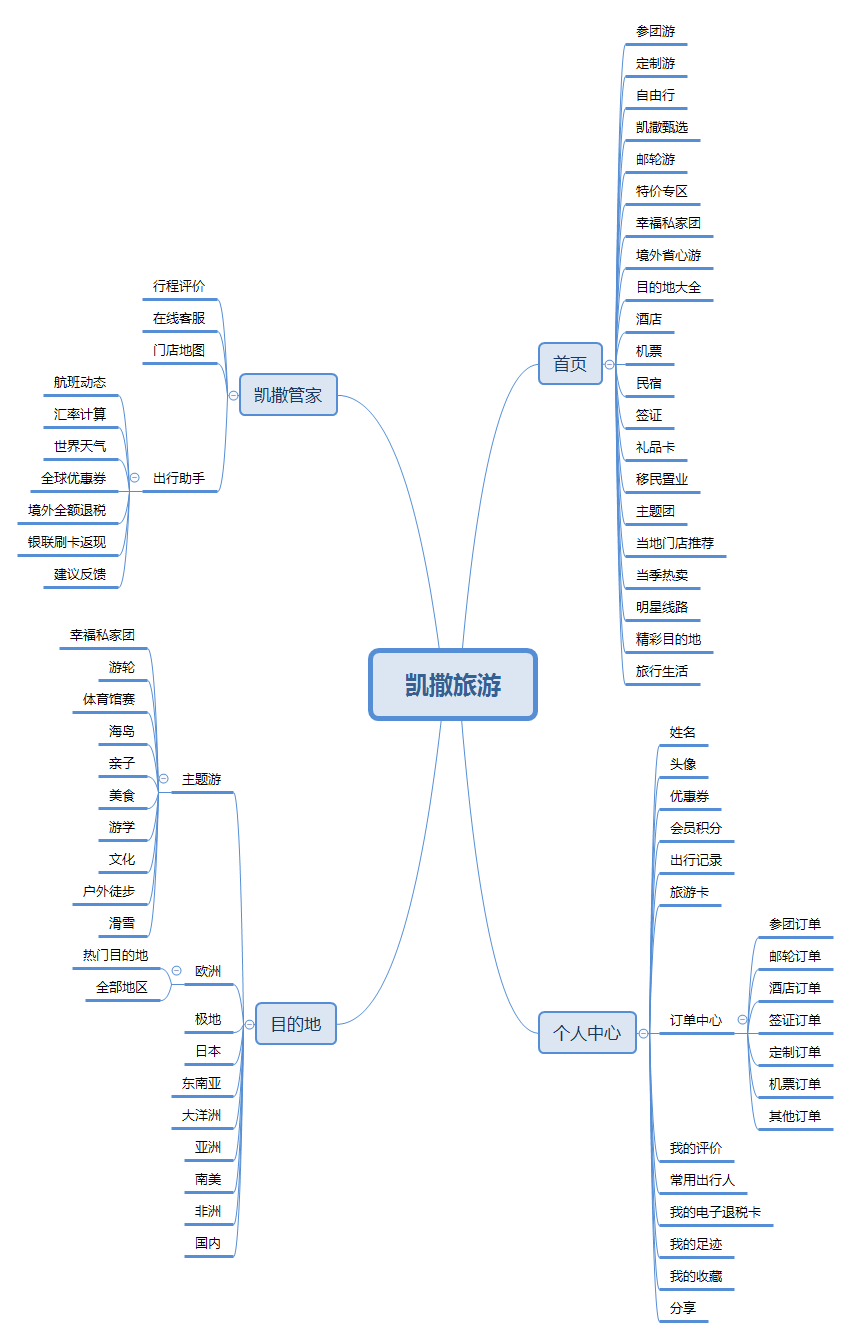 凯撒旅游
首页
参团游
定制游
自由行
凯撒甄选
邮轮游
特价专区
幸福私家团
境外省心游
目的地大全
酒店
机票
民宿
签证
礼品卡
移民置业
主题团
当地门店推荐
当季热卖
明星线路
精彩目的地
旅行生活
个人中心
姓名
头像
优惠券
会员积分
出行记录
旅游卡
订单中心
参团订单
邮轮订单
酒店订单
签证订单
定制订单
机票订单
其他订单
我的评价
常用出行人
我的电子退税卡
我的足迹
我的收藏
分享
凯撒管家
行程评价
在线客服
门店地图
出行助手
航班动态
汇率计算
世界天气
全球优惠券
境外全额退税
银联刷卡返现
建议反馈
目的地
主题游
幸福私家团
游轮
体育馆赛
海岛
亲子
美食
游学
文化
户外徒步
滑雪
欧洲
热门目的地
全部地区
极地
日本
东南亚
大洋洲
亚洲
南美
非洲
国内